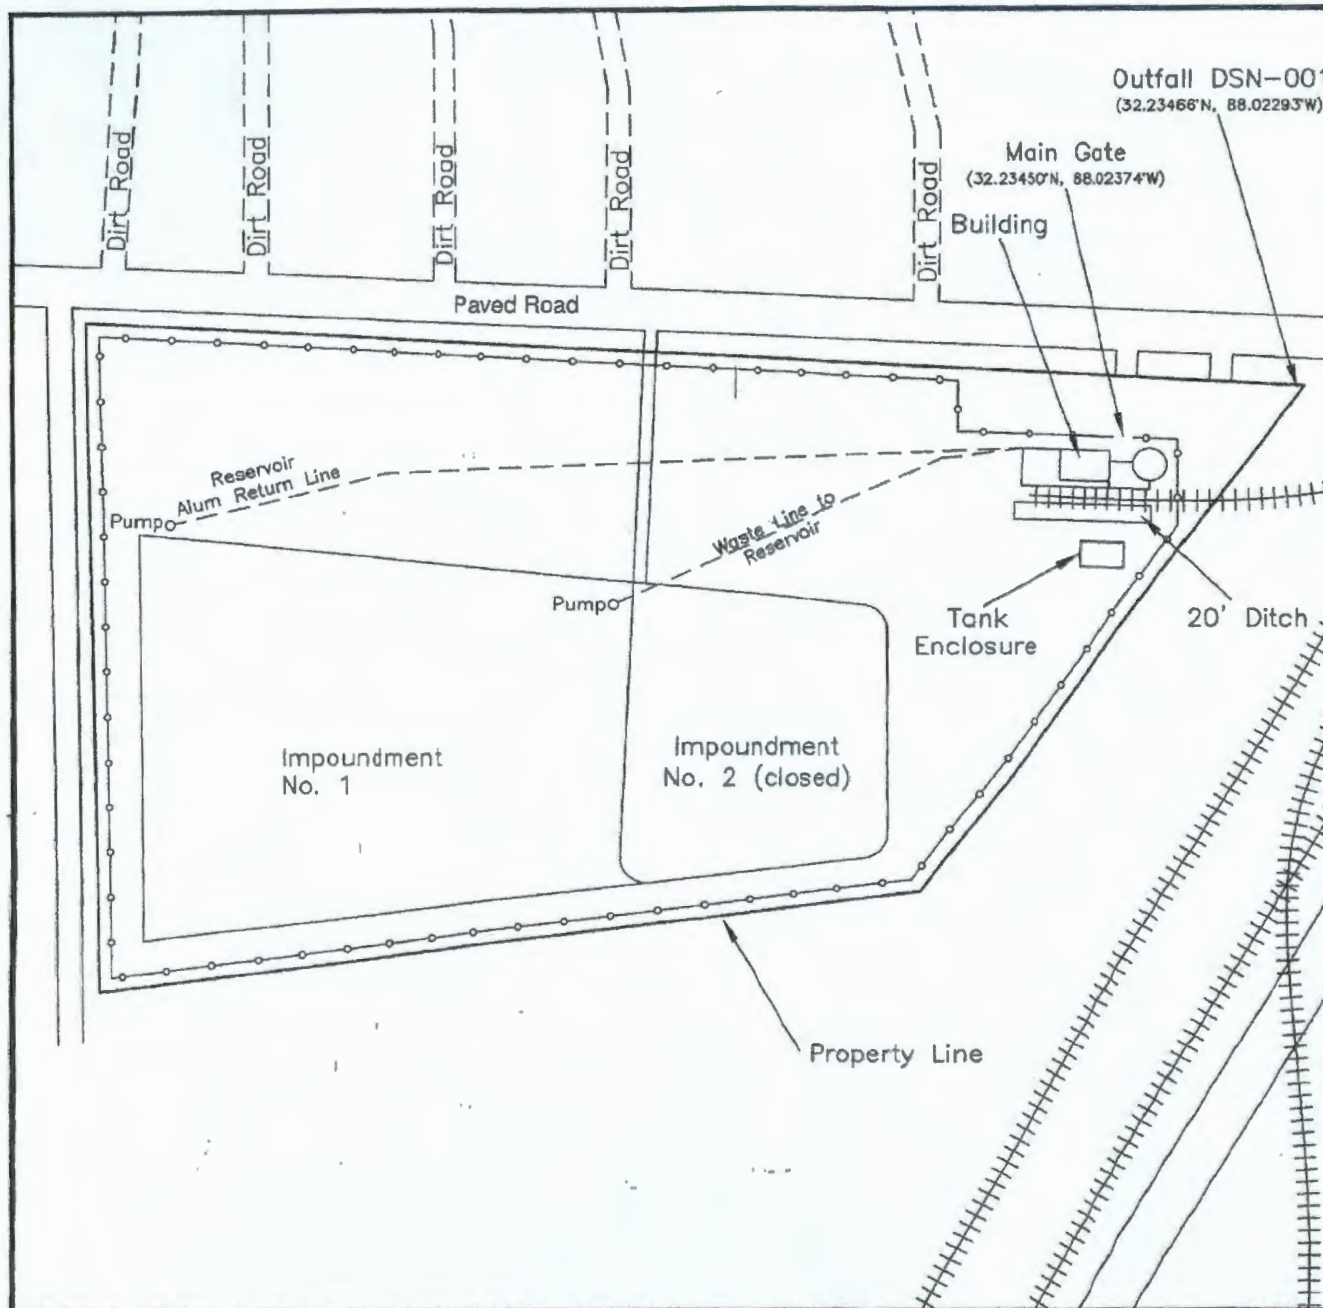 Outfall DSN-001
(32.23466°N, 88.02293°W)
Main Gate
(32.23450°N, 88.02374°W)
Building
Dirt Road
Dirt Road
Dirt Road
Dirt Road
Dirt Road
Paved Road
Reservoir
Alum Return Line
Pump
Waste Line to
Reservoir
Pump
Tank
Enclosure
20' Ditch
Impoundment
No. 1
Impoundment
No. 2 (closed)
Property Line